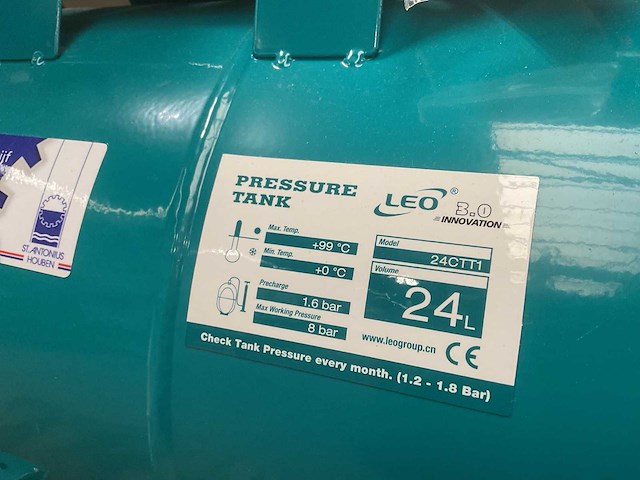 ijf
ST.ANTONIUS
HOUBEN
PRESSURE
TANK
LEO®
3.0
INNOVATION
Max. Temp.
+99 °C
Min. Temp.
+0 °C
Precharge
1.6 bar
Max Working Pressure
8 bar
Model
24CTT1
Volume
24L
www.leogroup.cn
CE
Check Tank Pressure every month. (1.2 - 1.8 Bar)